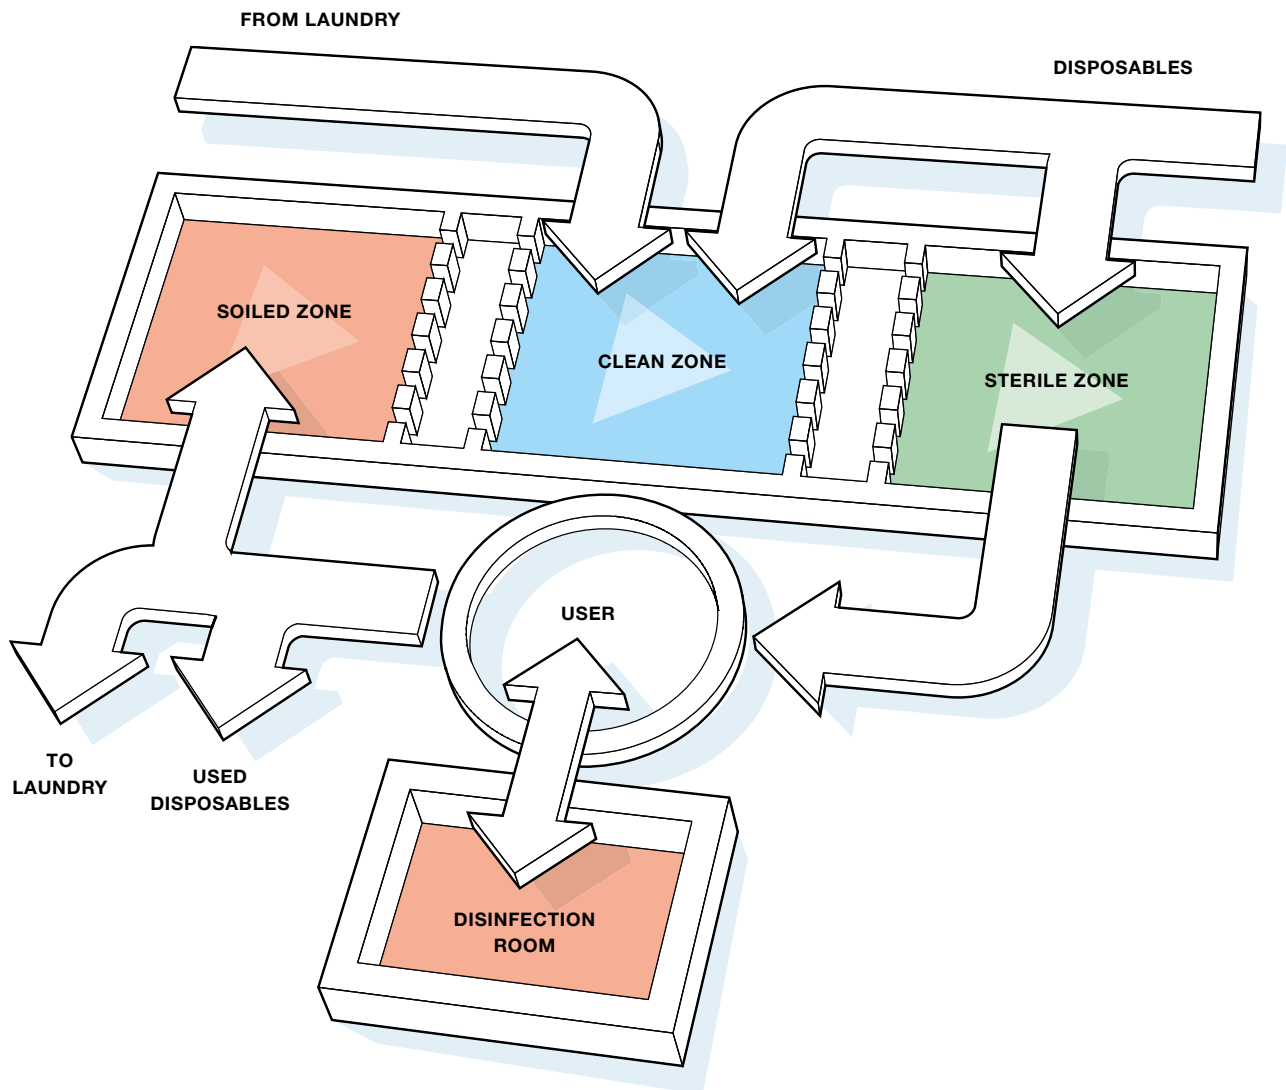 FROM LAUNDRY
DISPOSABLES
SOILED ZONE
CLEAN ZONE
STERILE ZONE
USER
TO
LAUNDRY
USED
DISPOSABLES
DISINFECTION
ROOM